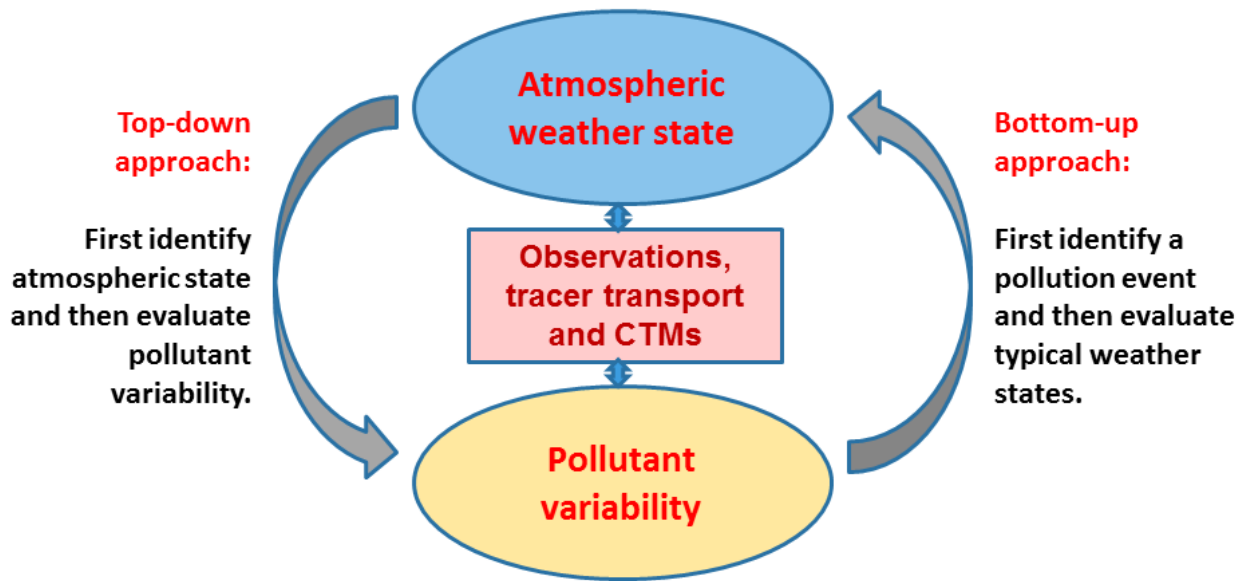 Atmospheric
weather state
Top-down
approach:
First identify
atmospheric state
and then evaluate
pollutant
variability.
Observations,
tracer transport
and CTMs
Bottom-up
approach:
First identify a
pollution event
and then evaluate
typical weather
states.
Pollutant
variability